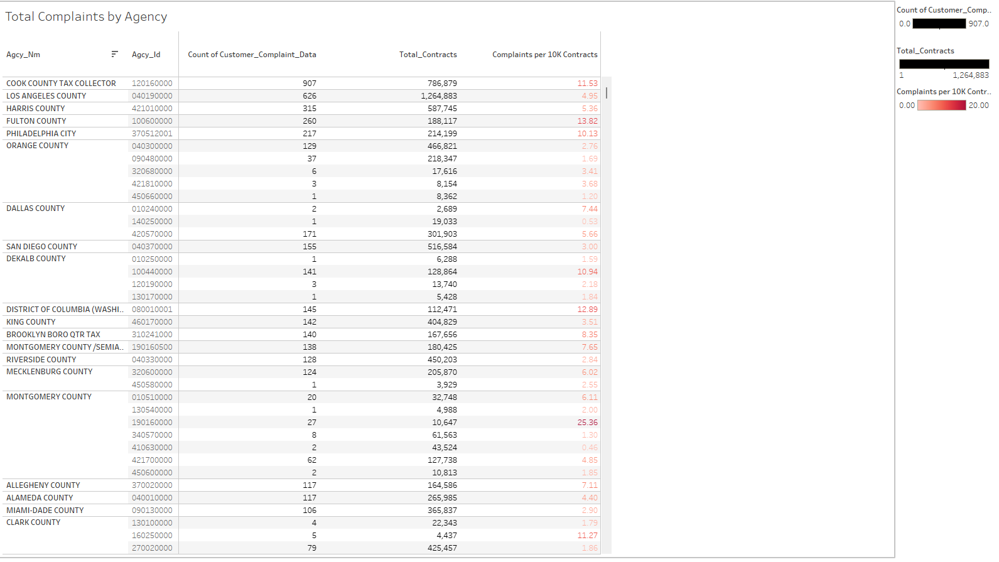 Total Complaints by Agency
Agcy_Nm Agcy_Id Count of Customer_Complaint_Data Total_Contracts Complaints per 10K Contracts
COOK COUNTY TAX COLLECTOR 120160000 907 786,879 11.53
LOS ANGELES COUNTY 040190000 626 1,264,883 4.95
HARRIS COUNTY 421010000 315 587,745 5.36
FULTON COUNTY 100600000 260 188,117 13.82
PHILADELPHIA CITY 370512001 217 214,199 10.13
ORANGE COUNTY 040300000 129 466,821 2.76
090480000 37 218,347 1.69
320680000 6 17,616 3.41
421810000 3 8,154 3.68
450660000 1 8,362 1.20
DALLAS COUNTY 010240000 2 2,689 7.44
140250000 1 19,033 0.53
420570000 171 301,903 5.66
SAN DIEGO COUNTY 040370000 155 516,584 3.00
DEKALB COUNTY 010250000 1 6,288 1.59
100440000 141 128,864 10.94
120190000 3 13,740 2.18
130170000 1 5,428 1.84
DISTRICT OF COLUMBIA (WASHI.. 080010001 145 112,471 12.89
KING COUNTY 460170000 142 404,829 3.51
BROOKLYN BORO QTR TAX 310241000 140 167,656 8.35
MONTGOMERY COUNTY /SEMIA.. 190160500 138 180,425 7.65
RIVERSIDE COUNTY 040330000 128 450,203 2.84
MECKLENBURG COUNTY 320600000 124 205,870 6.02
450580000 1 3,929 2.55
MONTGOMERY COUNTY 010510000 20 32,748 6.11
130540000 1 4,988 2.00
190160000 27 10,647 25.36
340570000 8 61,563 1.30
410630000 2 43,524 0.46
421700000 62 127,738 4.85
450600000 2 10,813 1.85
ALLEGHENY COUNTY 370020000 117 164,586 7.11
ALAMEDA COUNTY 040010000 117 265,985 4.40
MIAMI-DADE COUNTY 090130000 106 365,837 2.90
CLARK COUNTY 130100000 4 22,343 1.79
160250000 5 4,437 11.27
270020000 79 425,457 1.86
Count of Customer_Comp..
0.0 907.0
Total_Contracts
1 1,264,883
Complaints per 10K Contr..
0.00 20.00